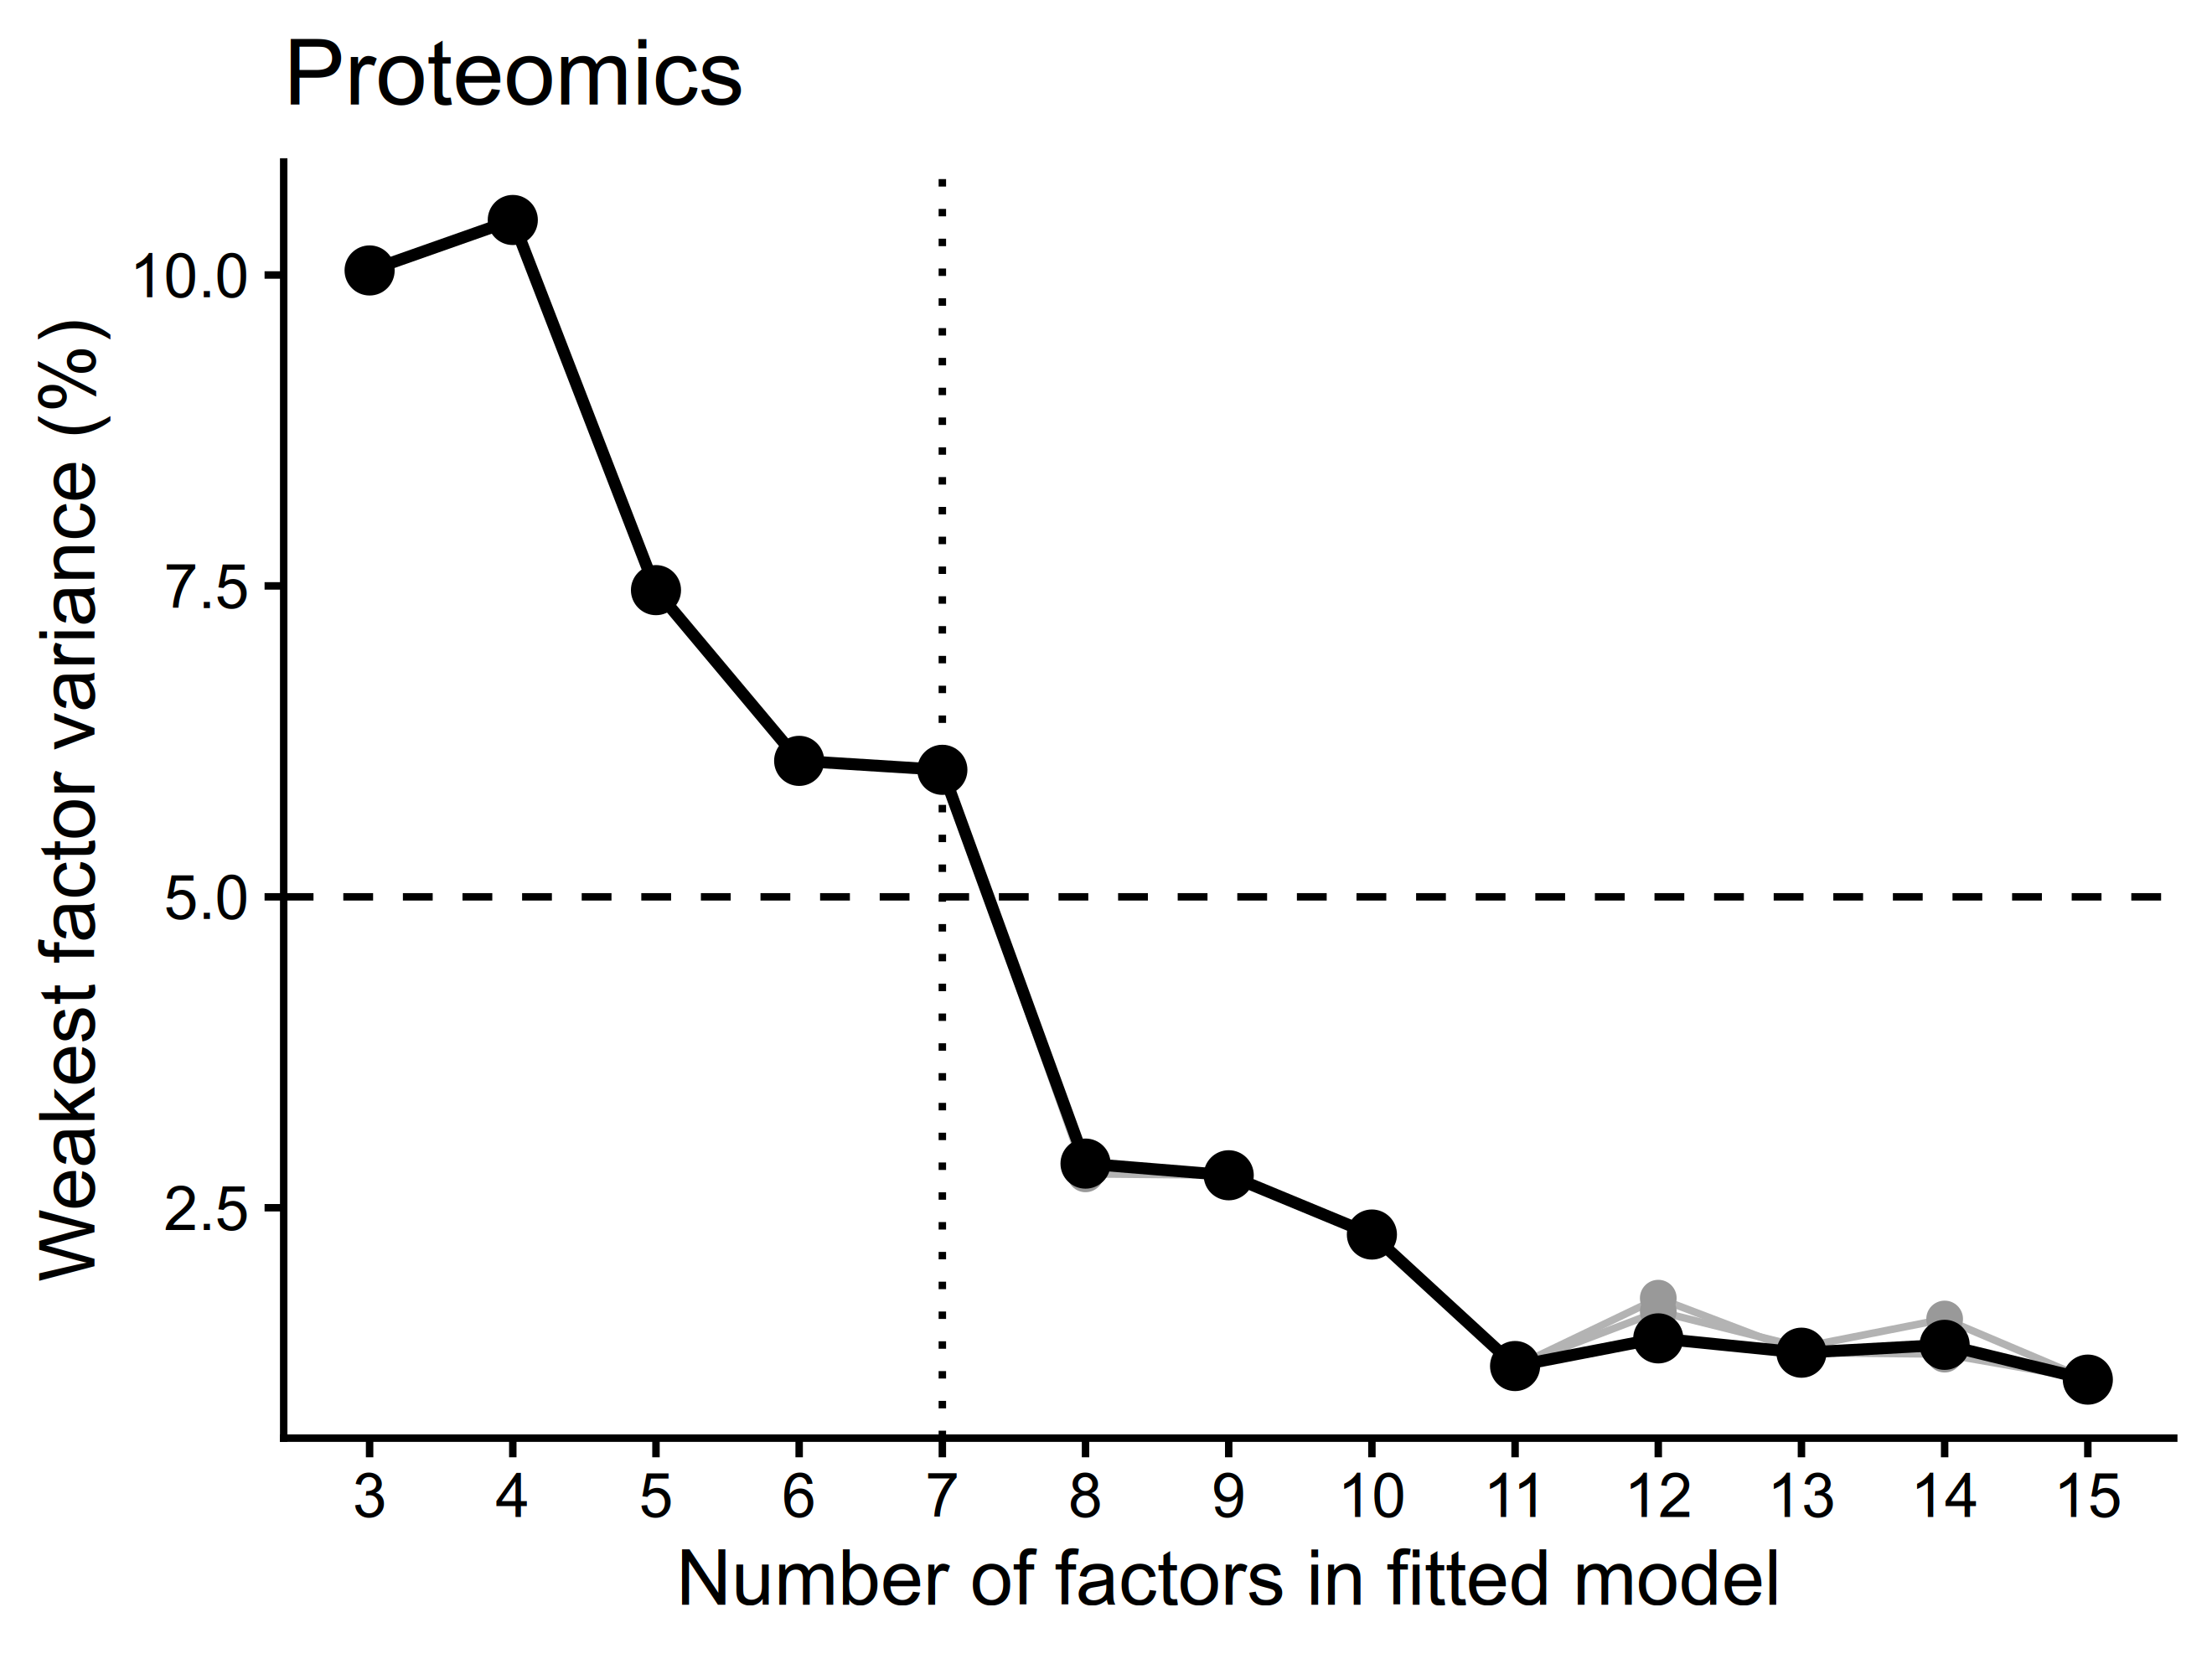 Proteomics
Weakest factor variance (%)
10.0
7.5
5.0
2.5
3 4 5 6 7 8 9 10 11 12 13 14 15
Number of factors in fitted model